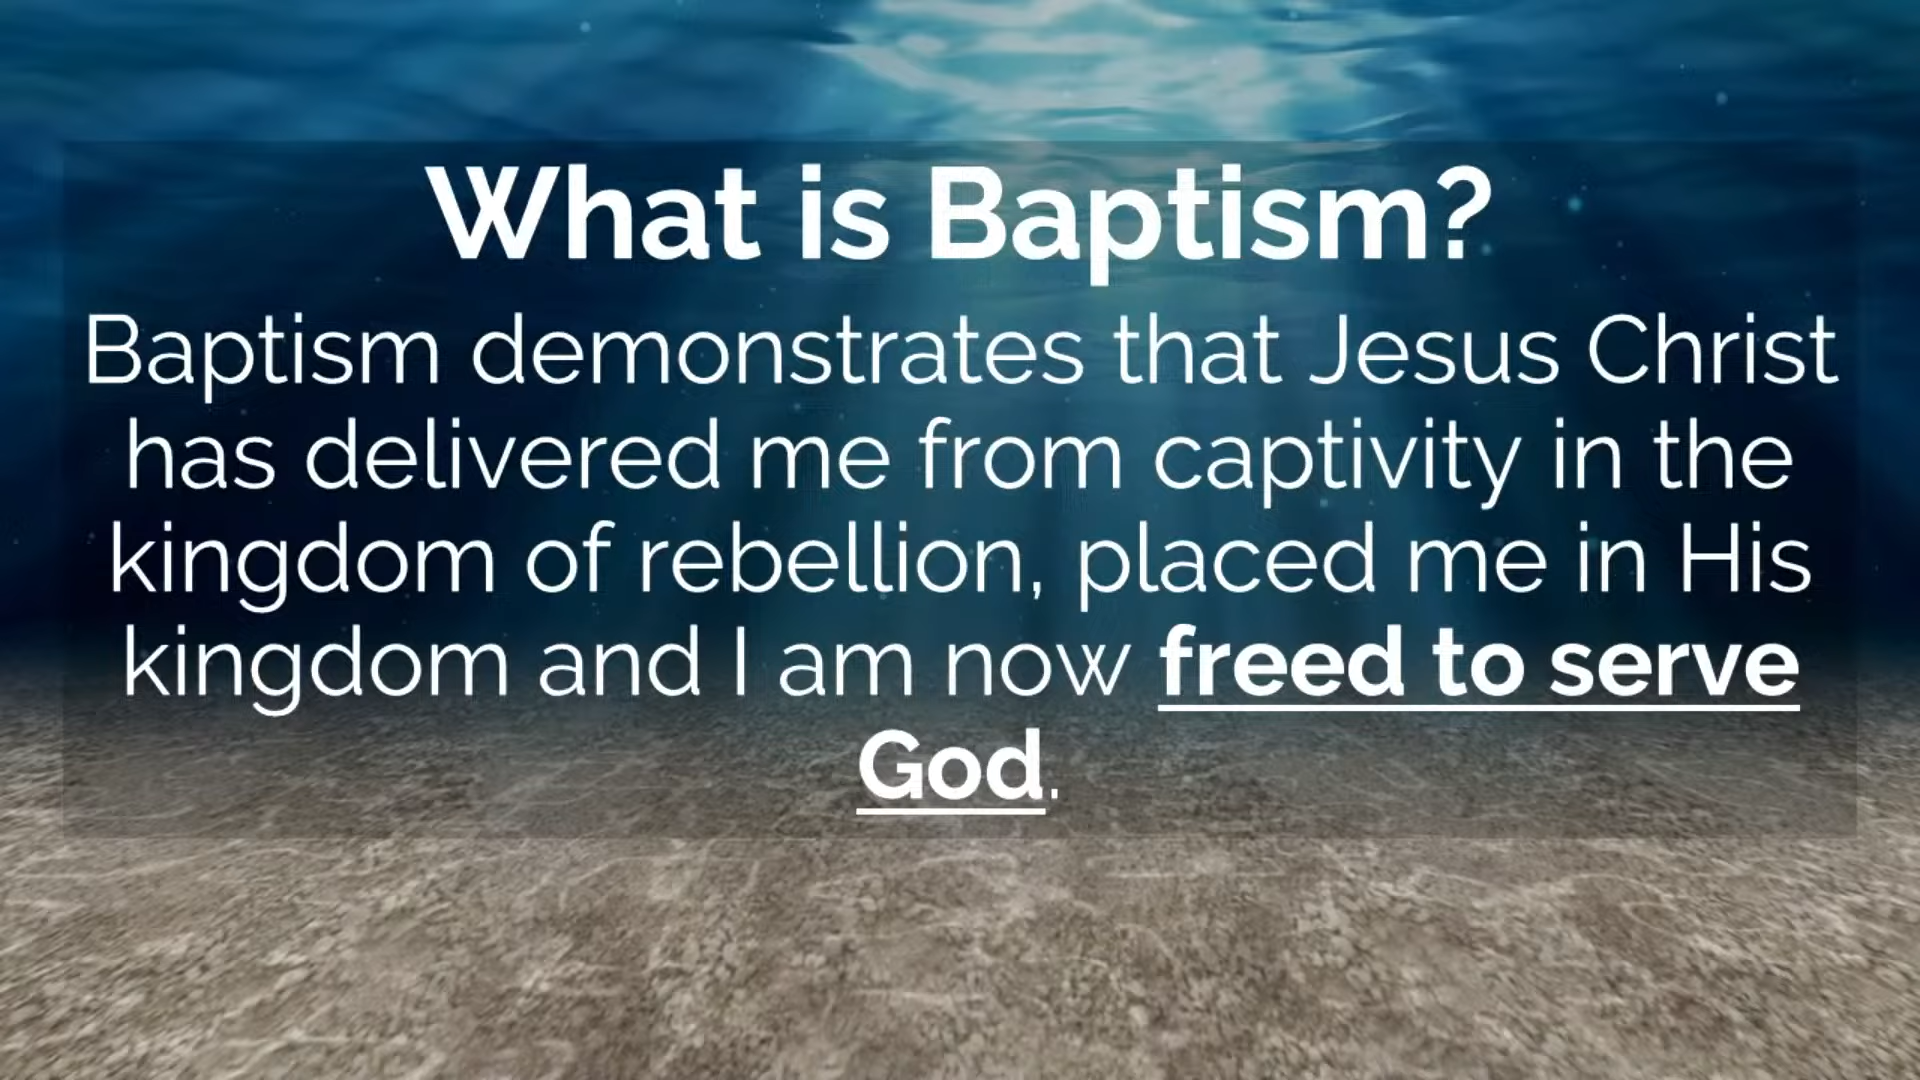 What is Baptism?
Baptism demonstrates that Jesus Christ
has delivered me from captivity in the
kingdom of rebellion, placed me in His
kingdom and I am now freed to serve
God.